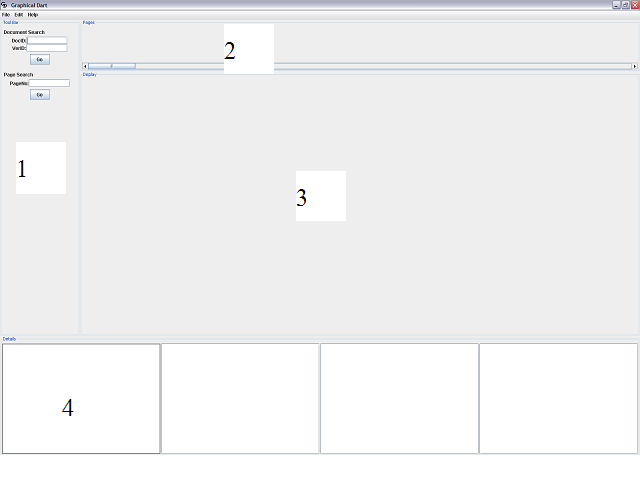 Graphical Dart
File Edit Help
Tool Bar
Document Search
DocID:
VerID:
Go
Page Search
PageNo:
Go
1
Pages
2
Display
3
Details
4